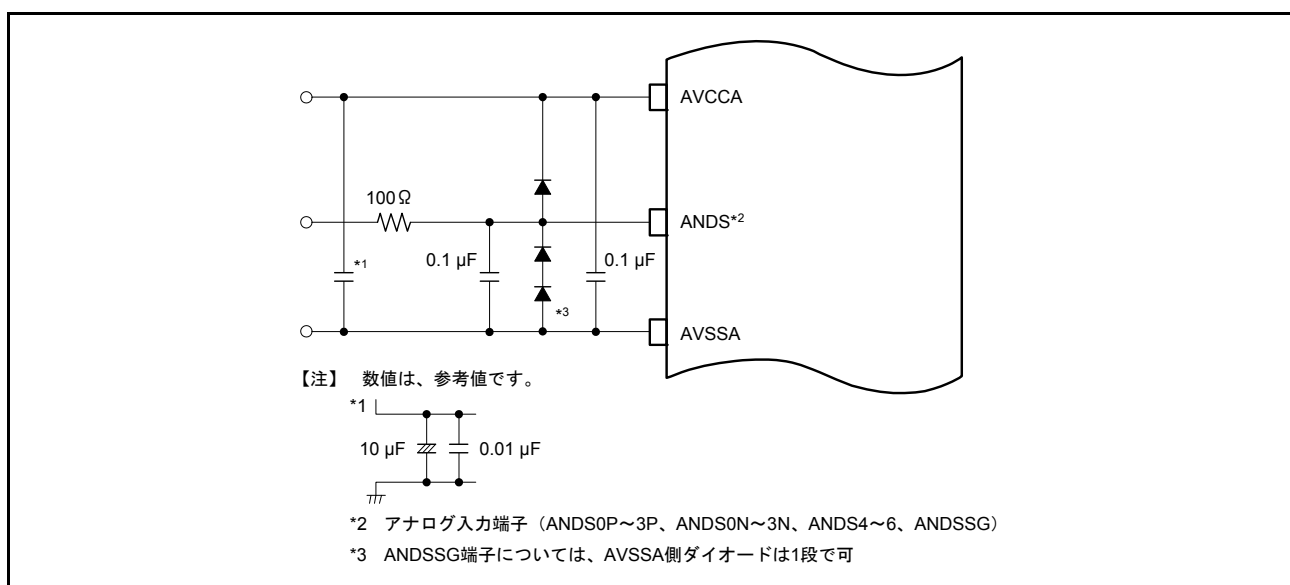 AVCCA
100Ω
ANDS*2
*1
0.1 µF
0.1 µF
*3
AVSSA
【注】 数値は、参考値です。
*1
10 µF
0.01 µF
*2 アナログ入力端子（ANDS0P～3P、ANDS0N～3N、ANDS4～6、ANDSSG）
*3 ANDSSG端子については、AVSSA側ダイオードは1段で可